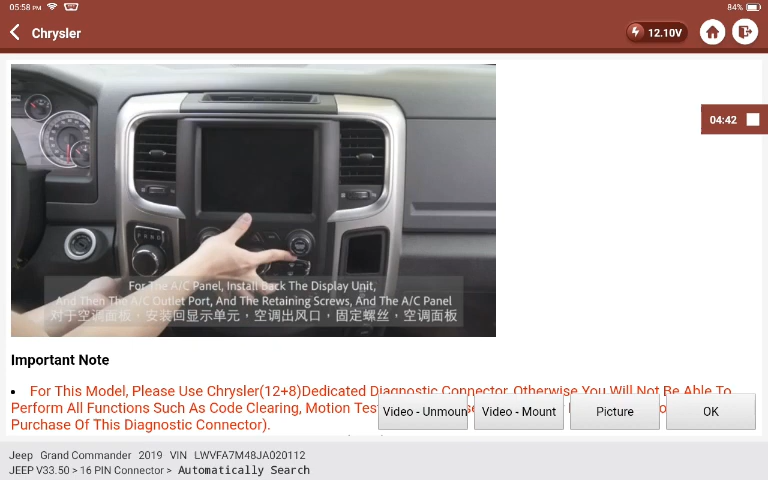 05:58 PM
84%
Chrysler
12.10V
04:42
P R N D
For The A/C Panel, Install Back The Display Unit,
And Then The A/C Outlet Port, And The Retaining Screws, And The A/C Panel
对于空调面板，安装回显示单元，空调出风口，固定螺丝，空调面板
Important Note
• For This Model, Please Use Chrysler(12+8)Dedicated Diagnostic Connector, Otherwise You Will Not Be Able To
Perform All Functions Such As Code Clearing, Motion Tes
Purchase Of This Diagnostic Connector).
Video - Unmoun
Video - Mount
Picture
OK
Jeep Grand Commander 2019 VIN LWVFA7M48JA020112
JEEP V33.50 > 16 PIN Connector > Automatically Search